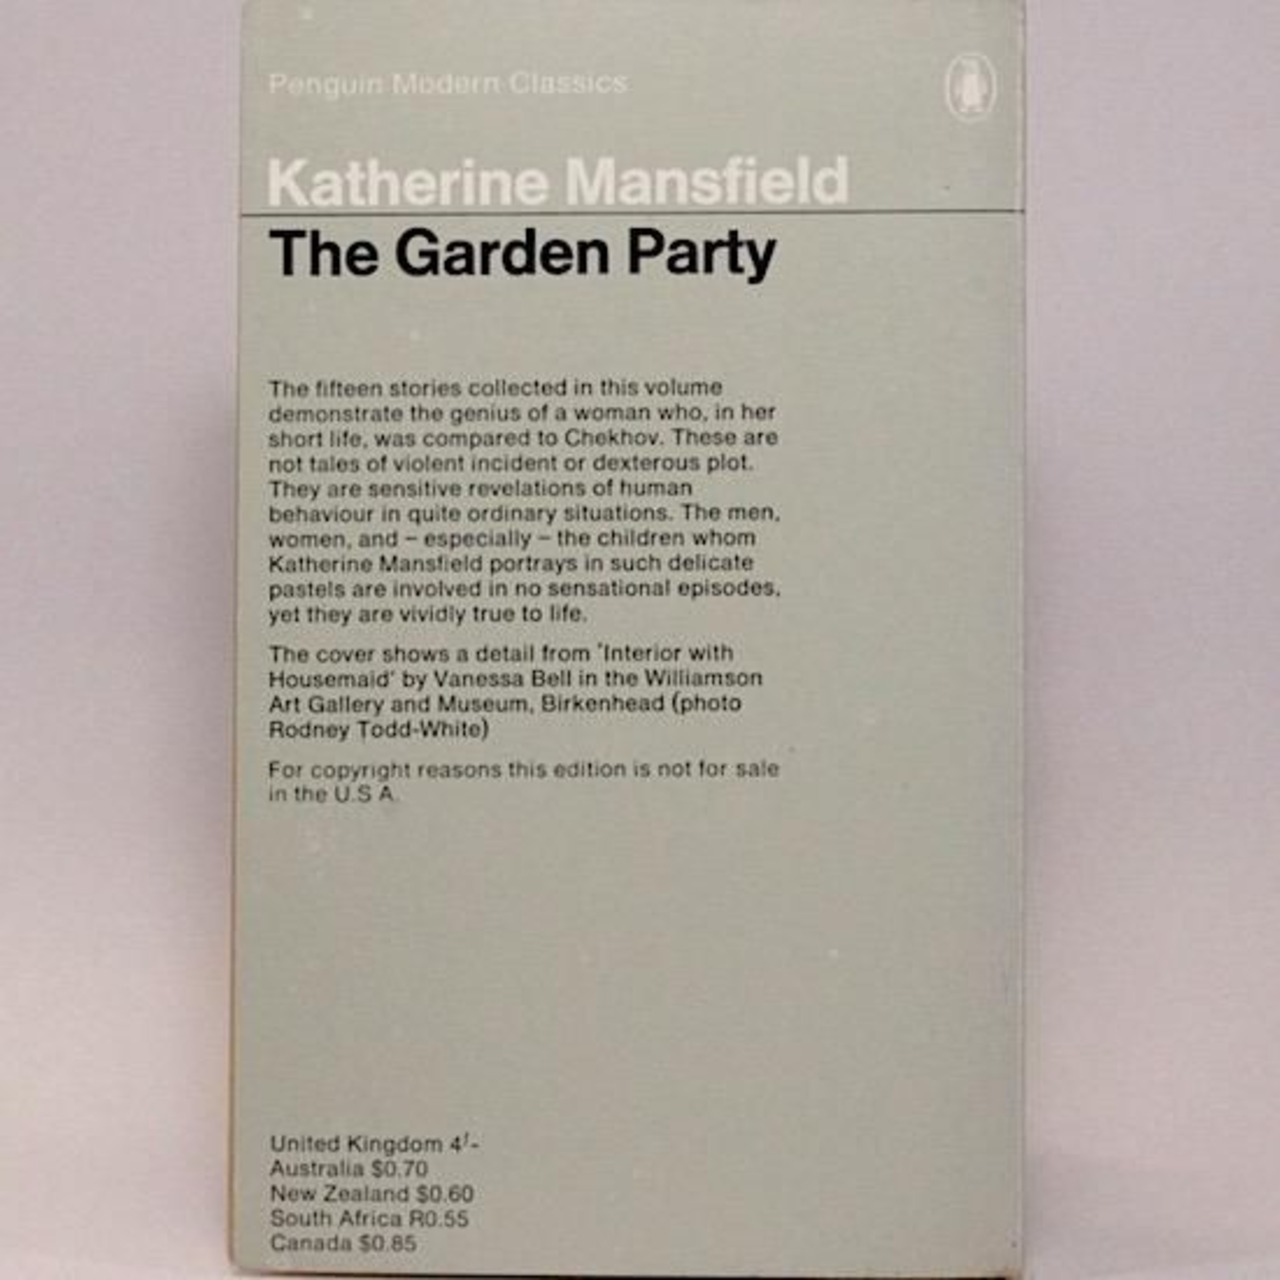 Penguin Modern Classics
Katherine Mansfield
The Garden Party
The fifteen stories collected in this volume
demonstrate the genius of a woman who, in her
short life, was compared to Chekhov. These are
not tales of violent incident or dexterous plot.
They are sensitive revelations of human
behaviour in quite ordinary situations. The men,
women, and – especially – the children whom
Katherine Mansfield portrays in such delicate
pastels are involved in no sensational episodes,
yet they are vividly true to life.
The cover shows a detail from 'Interior with
Housemaid' by Vanessa Bell in the Williamson
Art Gallery and Museum, Birkenhead (photo
Rodney Todd-White)
For copyright reasons this edition is not for sale
in the U.S A.
United Kingdom 4/-
Australia $0.70
New Zealand $0.60
South Africa R0.55
Canada $0.85